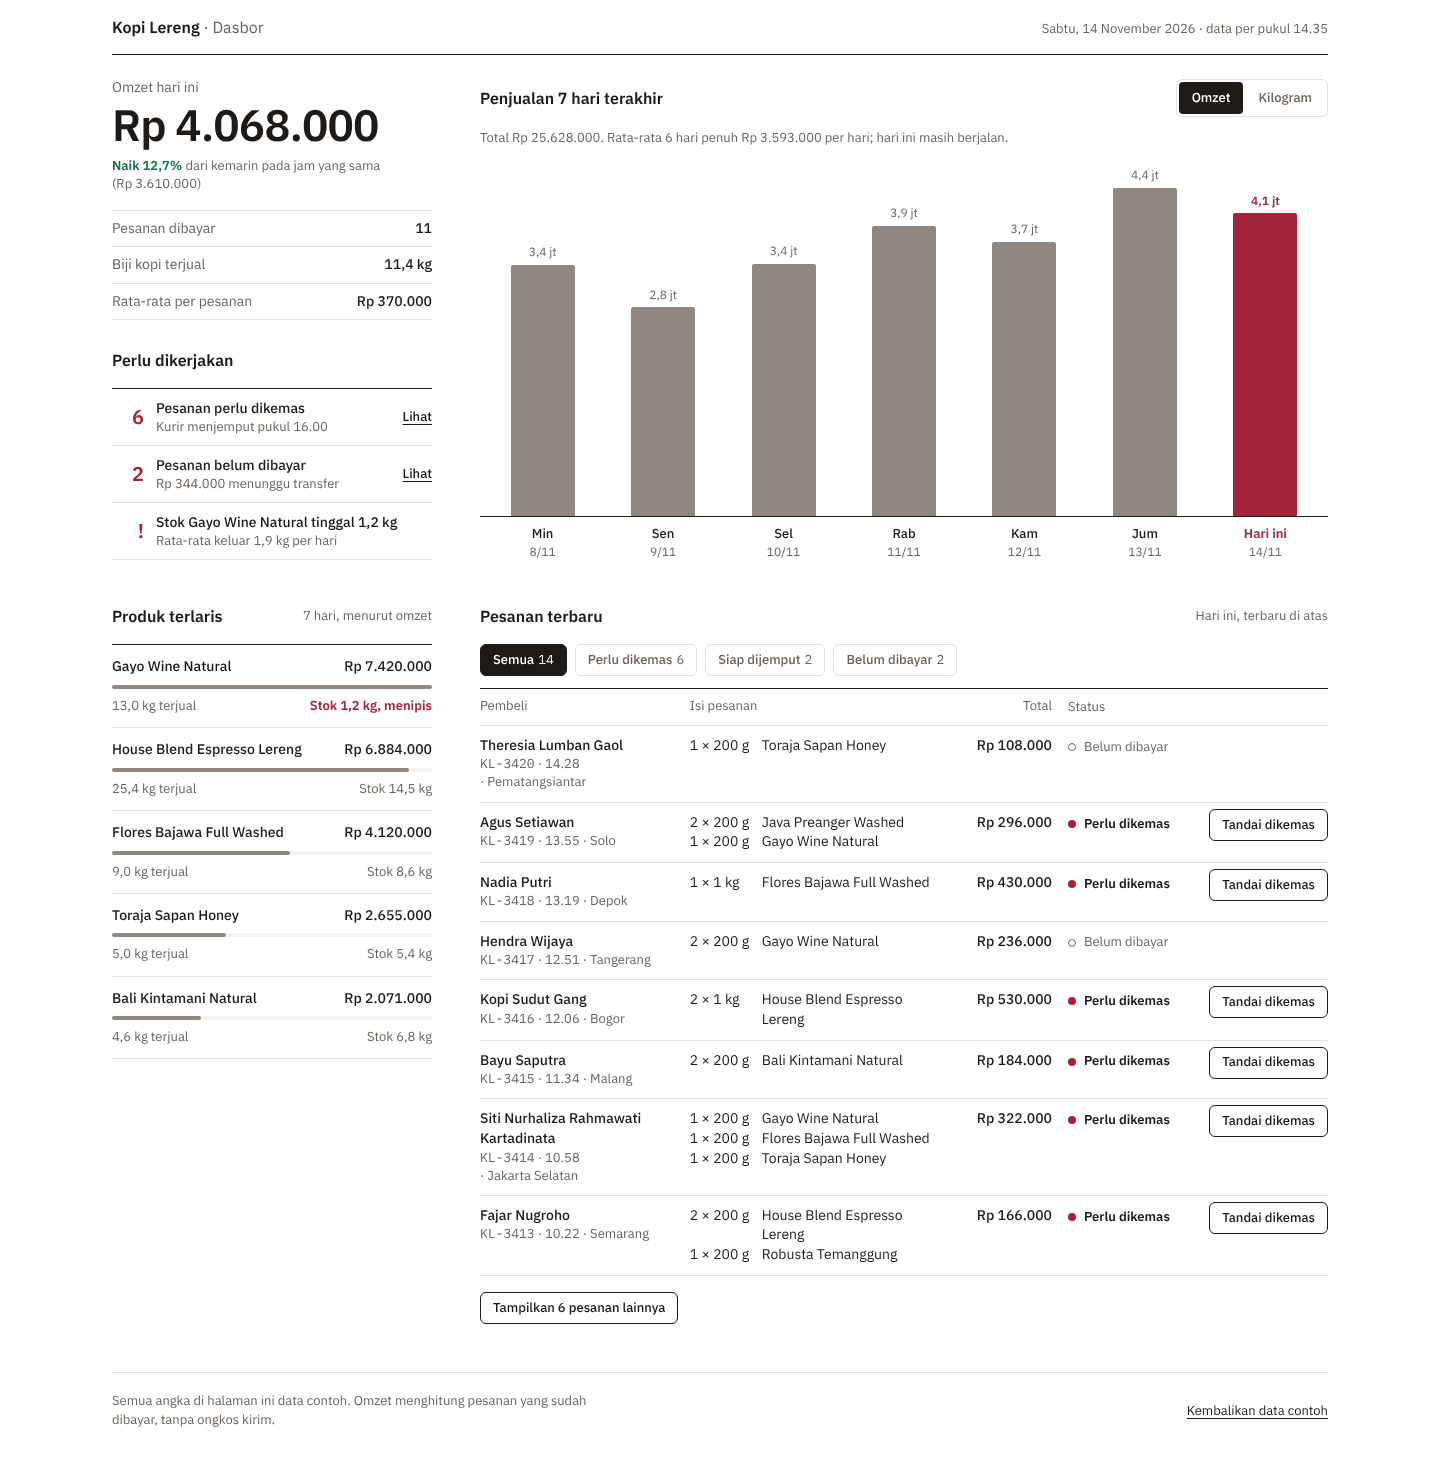 Kopi Lereng · Dasbor
Sabtu, 14 November 2026 · data per pukul 14.35
Omzet hari ini
Rp 4.068.000
Naik 12,7% dari kemarin pada jam yang sama
(Rp 3.610.000)
Pesanan dibayar 11
Biji kopi terjual 11,4 kg
Rata-rata per pesanan Rp 370.000
Perlu dikerjakan
6 Pesanan perlu dikemas Lihat
Kurir menjemput pukul 16.00
2 Pesanan belum dibayar Lihat
Rp 344.000 menunggu transfer
! Stok Gayo Wine Natural tinggal 1,2 kg
Rata-rata keluar 1,9 kg per hari
Penjualan 7 hari terakhir
Omzet Kilogram
Total Rp 25.628.000. Rata-rata 6 hari penuh Rp 3.593.000 per hari; hari ini masih berjalan.
3,4 jt 2,8 jt 3,4 jt 3,9 jt 3,7 jt 4,4 jt 4,1 jt
Min Sen Sel Rab Kam Jum Hari ini
8/11 9/11 10/11 11/11 12/11 13/11 14/11
Produk terlaris 7 hari, menurut omzet
Gayo Wine Natural Rp 7.420.000
13,0 kg terjual Stok 1,2 kg, menipis
House Blend Espresso Lereng Rp 6.884.000
25,4 kg terjual Stok 14,5 kg
Flores Bajawa Full Washed Rp 4.120.000
9,0 kg terjual Stok 8,6 kg
Toraja Sapan Honey Rp 2.655.000
5,0 kg terjual Stok 5,4 kg
Bali Kintamani Natural Rp 2.071.000
4,6 kg terjual Stok 6,8 kg
Pesanan terbaru Hari ini, terbaru di atas
Semua 14 Perlu dikemas 6 Siap dijemput 2 Belum dibayar 2
Pembeli Isi pesanan Total Status
Theresia Lumban Gaol 1 × 200 g Toraja Sapan Honey Rp 108.000 Belum dibayar
KL-3420 · 14.28
· Pematangsiantar
Agus Setiawan 2 × 200 g Java Preanger Washed Rp 296.000 Perlu dikemas Tandai dikemas
KL-3419 · 13.55 · Solo 1 × 200 g Gayo Wine Natural
Nadia Putri 1 × 1 kg Flores Bajawa Full Washed Rp 430.000 Perlu dikemas Tandai dikemas
KL-3418 · 13.19 · Depok
Hendra Wijaya 2 × 200 g Gayo Wine Natural Rp 236.000 Belum dibayar
KL-3417 · 12.51 · Tangerang
Kopi Sudut Gang 2 × 1 kg House Blend Espresso Rp 530.000 Perlu dikemas Tandai dikemas
KL-3416 · 12.06 · Bogor Lereng
Bayu Saputra 2 × 200 g Bali Kintamani Natural Rp 184.000 Perlu dikemas Tandai dikemas
KL-3415 · 11.34 · Malang
Siti Nurhaliza Rahmawati 1 × 200 g Gayo Wine Natural Rp 322.000 Perlu dikemas Tandai dikemas
Kartadinata 1 × 200 g Flores Bajawa Full Washed
KL-3414 · 10.58 1 × 200 g Toraja Sapan Honey
· Jakarta Selatan
Fajar Nugroho 2 × 200 g House Blend Espresso Rp 166.000 Perlu dikemas Tandai dikemas
KL-3413 · 10.22 · Semarang Lereng
1 × 200 g Robusta Temanggung
Tampilkan 6 pesanan lainnya
Semua angka di halaman ini data contoh. Omzet menghitung pesanan yang sudah
dibayar, tanpa ongkos kirim.
Kembalikan data contoh